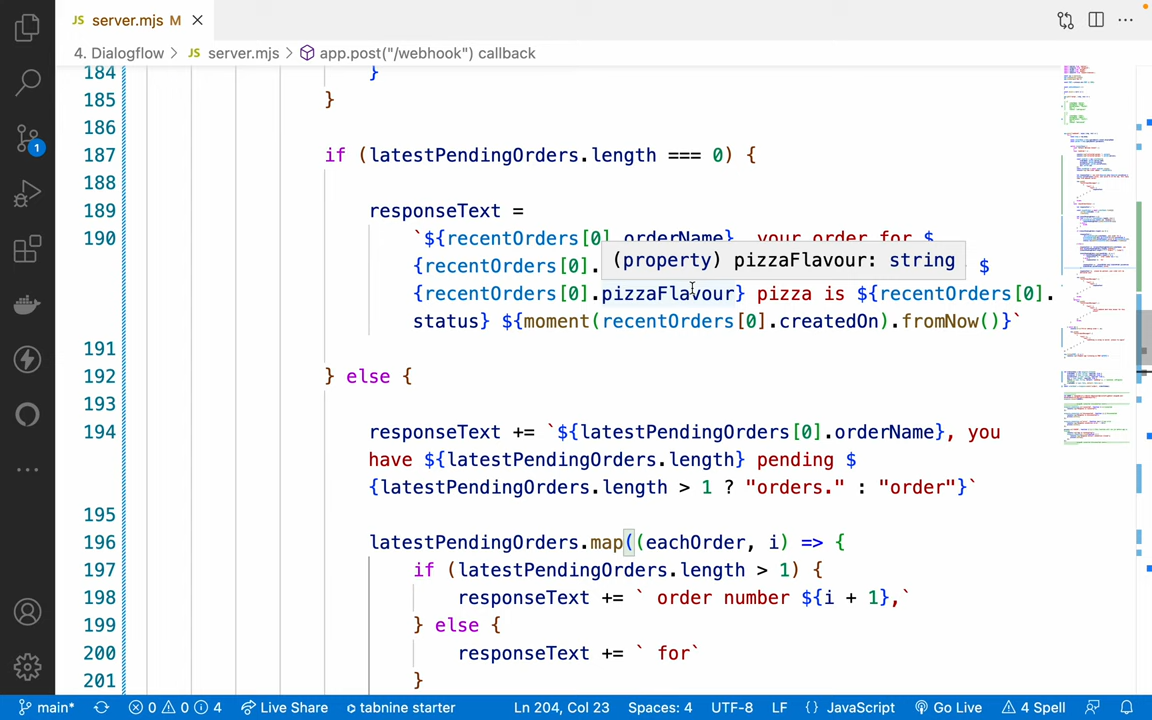 JS server.mjs M
4. Dialogflow > JS server.mjs > app.post("/webhook") callback
184 }
185 }
186
187 if (latestPendingOrders.length === 0) {
188
189 responseText =
190 `${recentOrders[0].orderName}, your order for $
{recentOrders[0]. $
(property) pizzaFlavour: string
{recentOrders[0].pizzaFlavour} pizza is ${recentOrders[0].
status} ${moment(recentOrders[0].createdOn).fromNow()}`
191
192 } else {
193
194 responseText += `${latestPendingOrders[0].orderName}, you
have ${latestPendingOrders.length} pending $
{latestPendingOrders.length > 1 ? "orders." : "order"}`
195
196 latestPendingOrders.map((eachOrder, i) => {
197 if (latestPendingOrders.length > 1) {
198 responseText += ` order number ${i + 1},`
199 } else {
200 responseText += ` for`
201 }
1
main* 0 0 4 Live Share tabnine starter Ln 204, Col 23 Spaces: 4 UTF-8 LF {} JavaScript Go Live 4 Spell